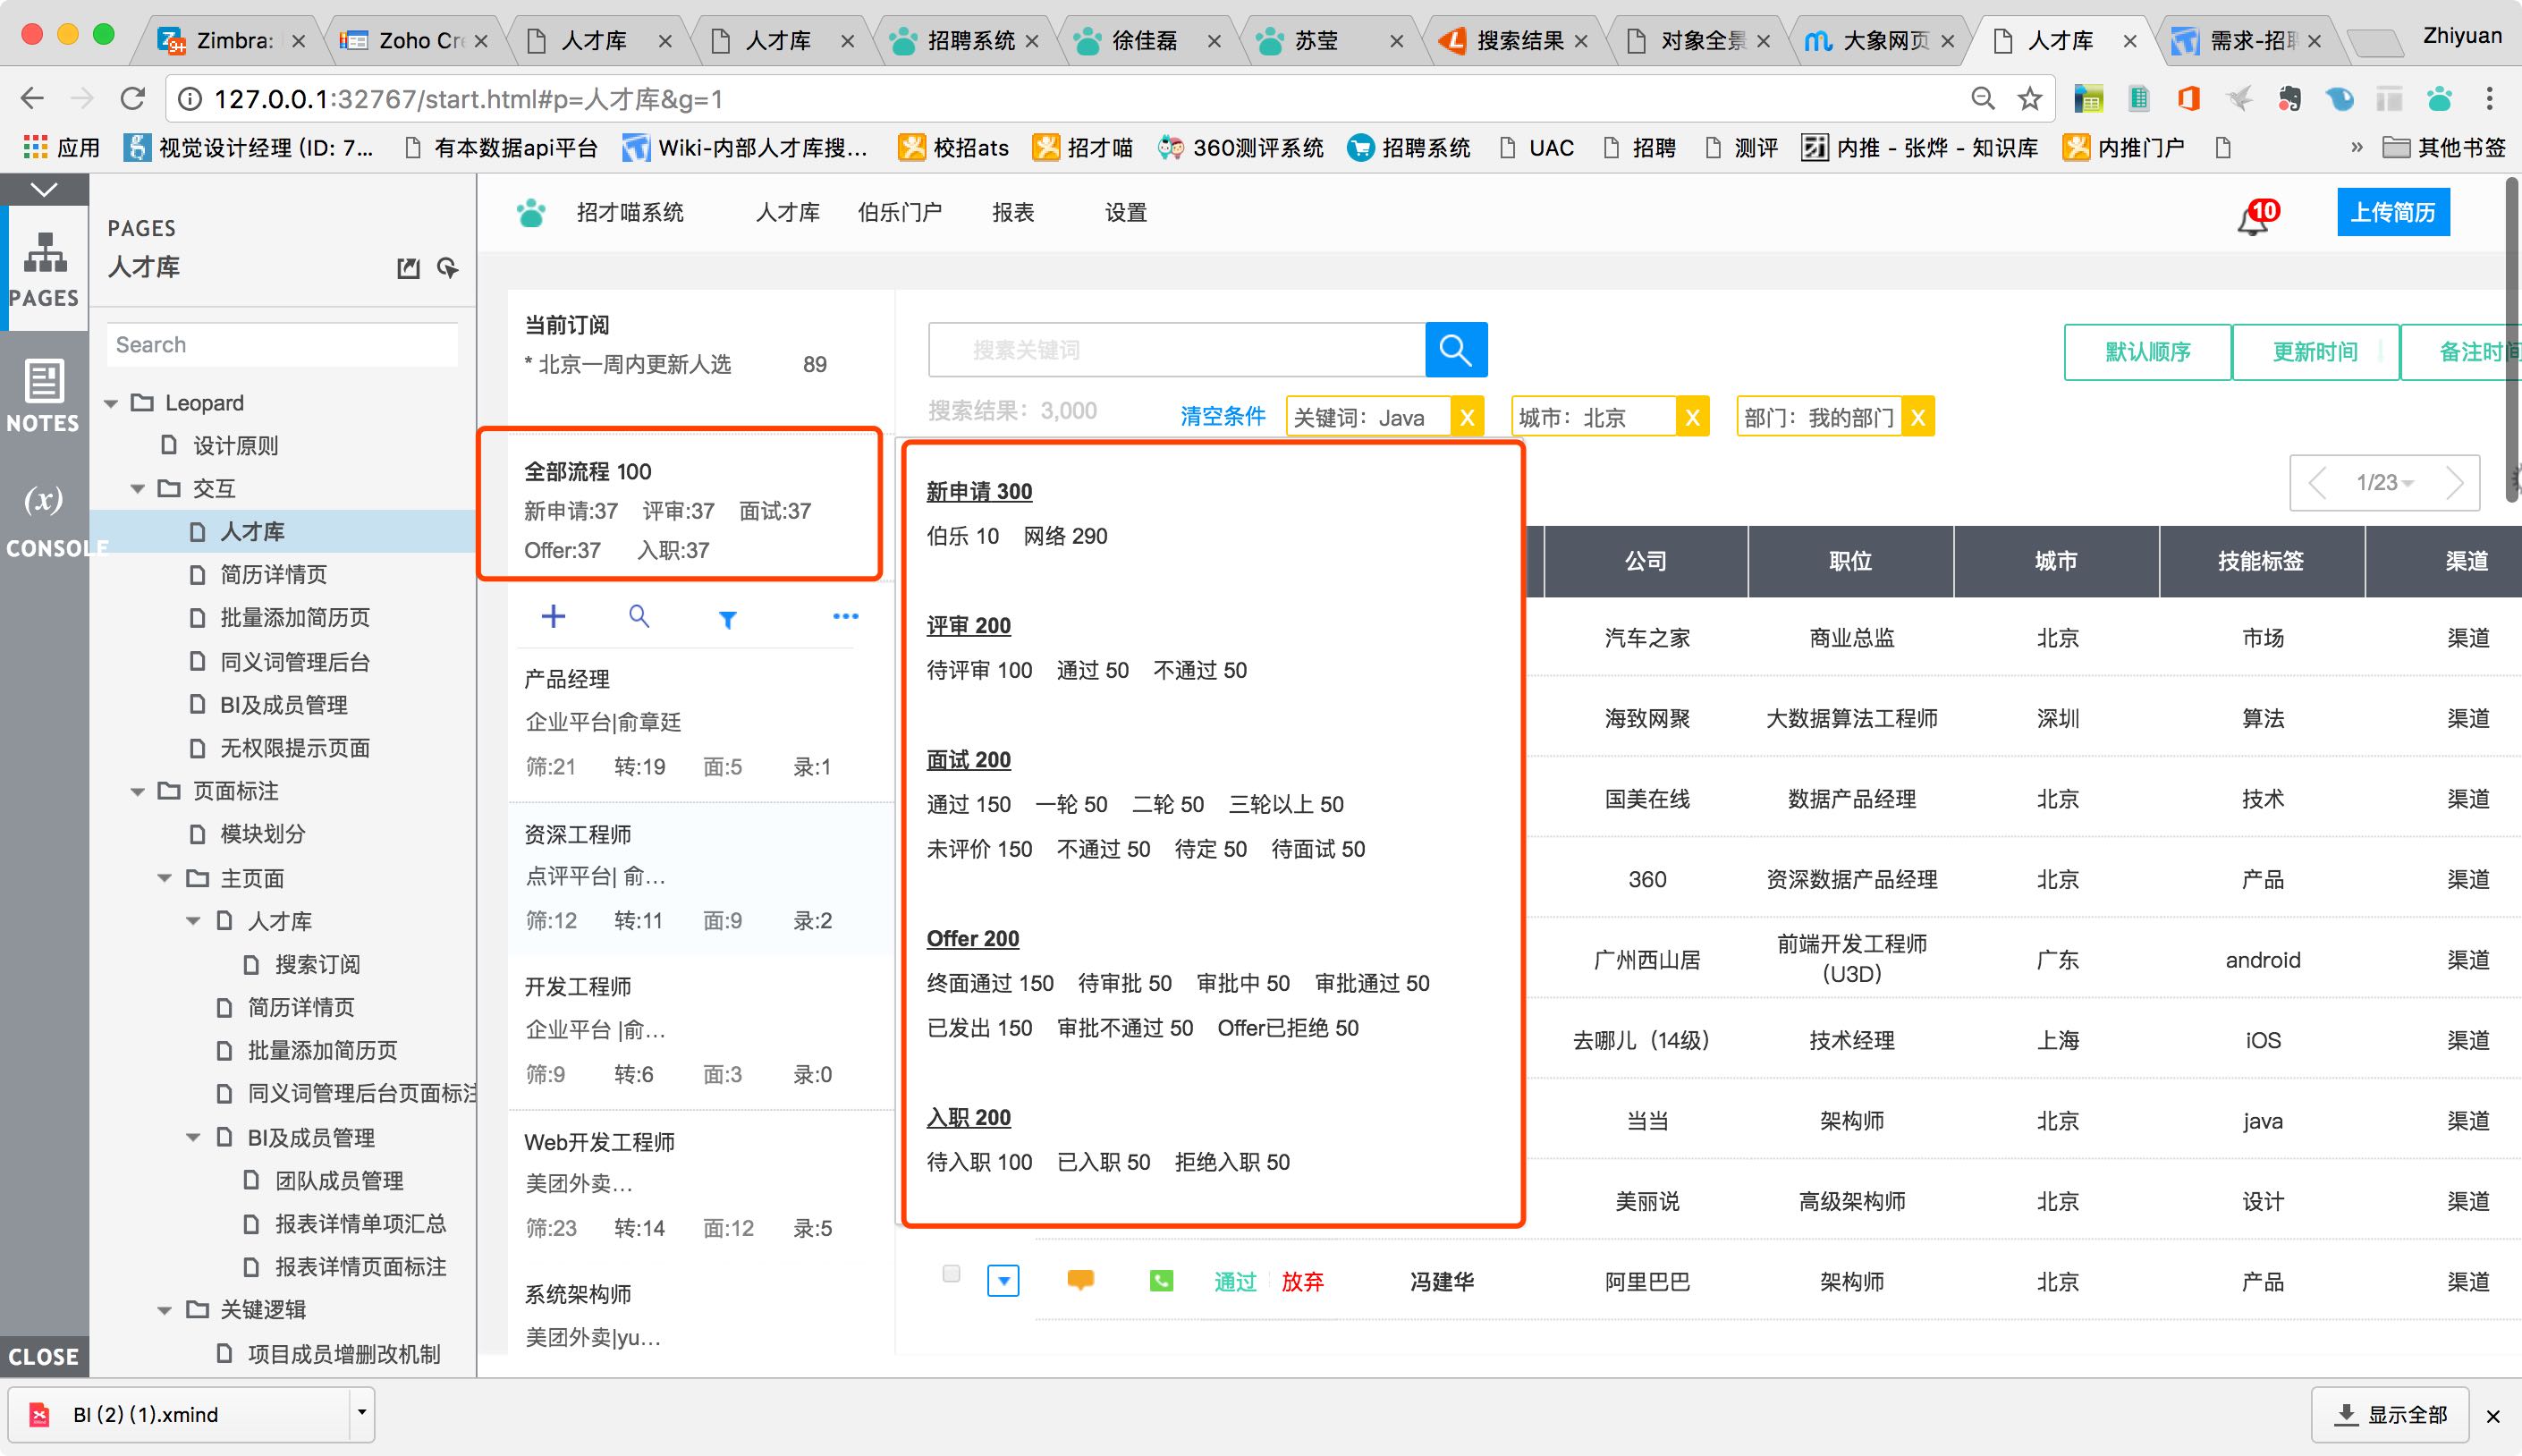 Zimbra:
Zoho Cre
人才库
人才库
招聘系统
徐佳磊
苏莹
搜索结果
对象全景
大象网页
人才库
需求-招聘
Zhiyuan
127.0.0.1:32767/start.html#p=人才库&g=1
应用
视觉设计经理 (ID: 7...
有本数据api平台
Wiki-内部人才库搜...
校招ats
招才喵
360测评系统
招聘系统
UAC
招聘
测评
内推 - 张烨 - 知识库
内推门户
»
其他书签
PAGES
NOTES
(x)
CONSOLE
CLOSE
PAGES
人才库
Search
Leopard
设计原则
交互
人才库
简历详情页
批量添加简历页
同义词管理后台
BI及成员管理
无权限提示页面
页面标注
模块划分
主页面
人才库
搜索订阅
简历详情页
批量添加简历页
同义词管理后台页面标注
BI及成员管理
团队成员管理
报表详情单项汇总
报表详情页面标注
关键逻辑
项目成员增删改机制
招才喵系统 人才库 伯乐门户 报表 设置
10
上传简历
当前订阅
* 北京一周内更新人选 89
全部流程 100
新申请:37 评审:37 面试:37
Offer:37 入职:37
产品经理
企业平台|俞章廷
筛:21 转:19 面:5 录:1
资深工程师
点评平台| 俞...
筛:12 转:11 面:9 录:2
开发工程师
企业平台 |俞...
筛:9 转:6 面:3 录:0
Web开发工程师
美团外卖...
筛:23 转:14 面:12 录:5
系统架构师
美团外卖|yu...
搜素关键词
默认顺序 更新时间 备注时间
搜索结果：3,000 清空条件 关键词：Java X 城市：北京 X 部门：我的部门 X
1/23
新申请 300
伯乐 10 网络 290
评审 200
待评审 100 通过 50 不通过 50
面试 200
通过 150 一轮 50 二轮 50 三轮以上 50
未评价 150 不通过 50 待定 50 待面试 50
Offer 200
终面通过 150 待审批 50 审批中 50 审批通过 50
已发出 150 审批不通过 50 Offer已拒绝 50
入职 200
待入职 100 已入职 50 拒绝入职 50
公司 职位 城市 技能标签 渠道
汽车之家 商业总监 北京 市场 渠道
海致网聚 大数据算法工程师 深圳 算法 渠道
国美在线 数据产品经理 北京 技术 渠道
360 资深数据产品经理 北京 产品 渠道
广州西山居 前端开发工程师 广东 android 渠道
（U3D）
去哪儿（14级） 技术经理 上海 iOS 渠道
当当 架构师 北京 java 渠道
美丽说 高级架构师 北京 设计 渠道
通过 放弃 冯建华 阿里巴巴 架构师 北京 产品 渠道
BI (2) (1).xmind
显示全部